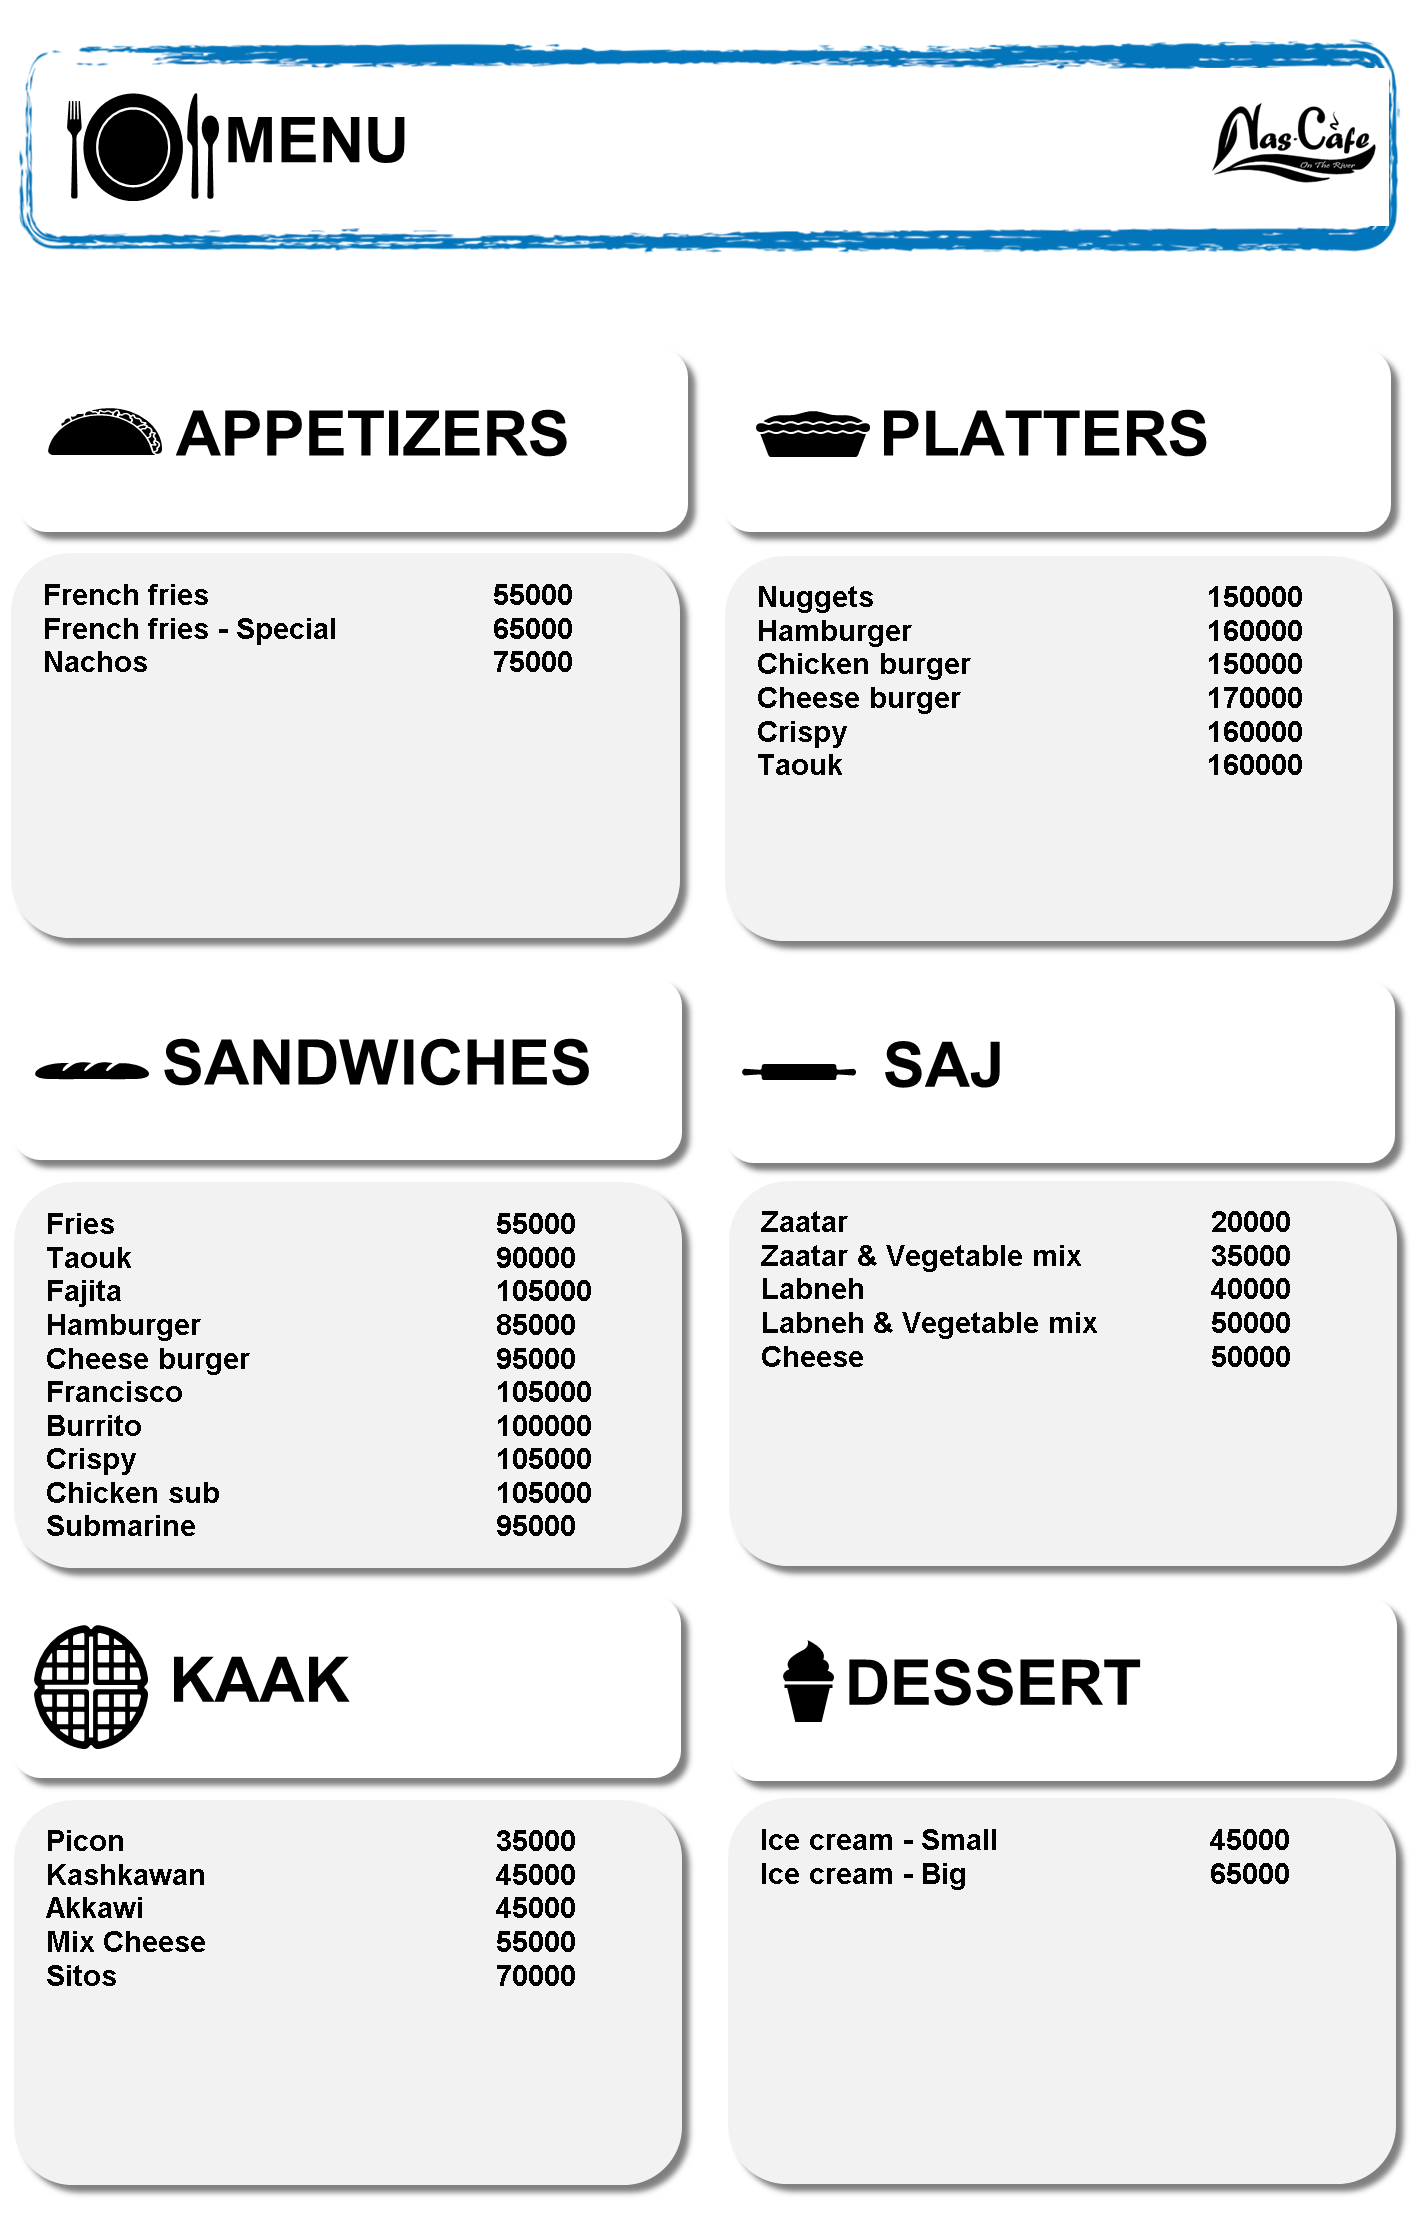 MENU
Nas Cafe
On The River
APPETIZERS
French fries 55000
French fries - Special 65000
Nachos 75000
PLATTERS
Nuggets 150000
Hamburger 160000
Chicken burger 150000
Cheese burger 170000
Crispy 160000
Taouk 160000
SANDWICHES
Fries 55000
Taouk 90000
Fajita 105000
Hamburger 85000
Cheese burger 95000
Francisco 105000
Burrito 100000
Crispy 105000
Chicken sub 105000
Submarine 95000
SAJ
Zaatar 20000
Zaatar & Vegetable mix 35000
Labneh 40000
Labneh & Vegetable mix 50000
Cheese 50000
KAAK
Picon 35000
Kashkawan 45000
Akkawi 45000
Mix Cheese 55000
Sitos 70000
DESSERT
Ice cream - Small 45000
Ice cream - Big 65000